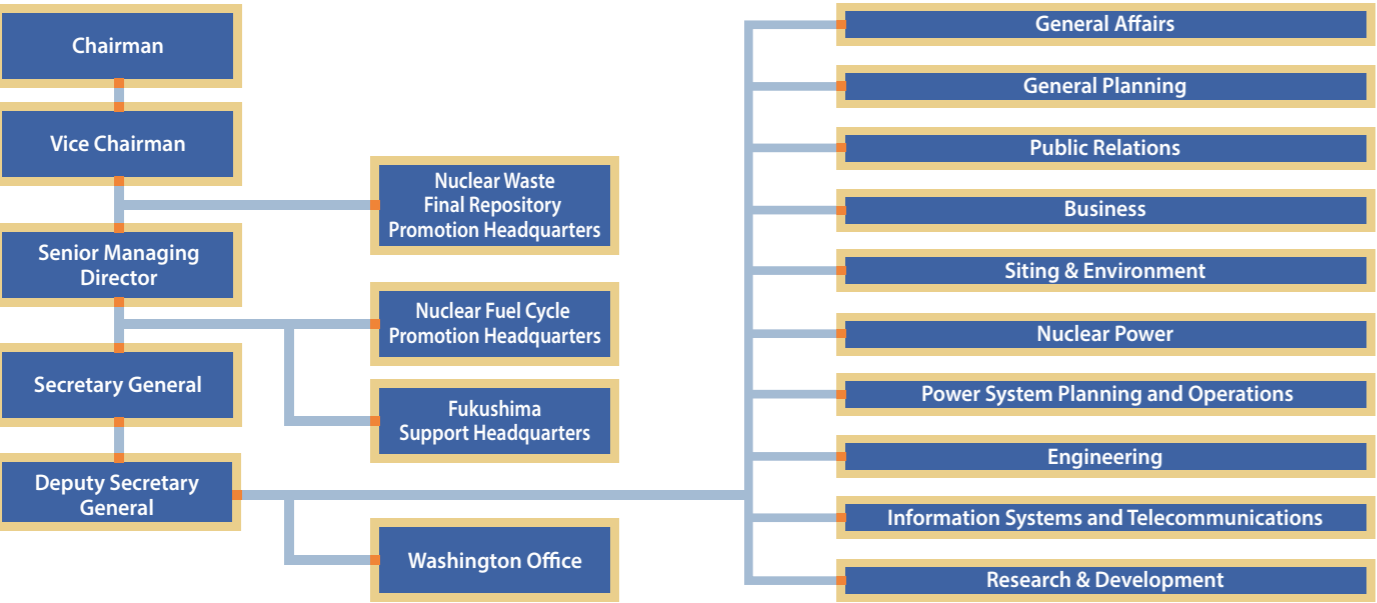 Chairman
Vice Chairman
Senior Managing
Director
Secretary General
Deputy Secretary
General
Nuclear Waste
Final Repository
Promotion Headquarters
Nuclear Fuel Cycle
Promotion Headquarters
Fukushima
Support Headquarters
Washington Office
General Affairs
General Planning
Public Relations
Business
Siting & Environment
Nuclear Power
Power System Planning and Operations
Engineering
Information Systems and Telecommunications
Research & Development